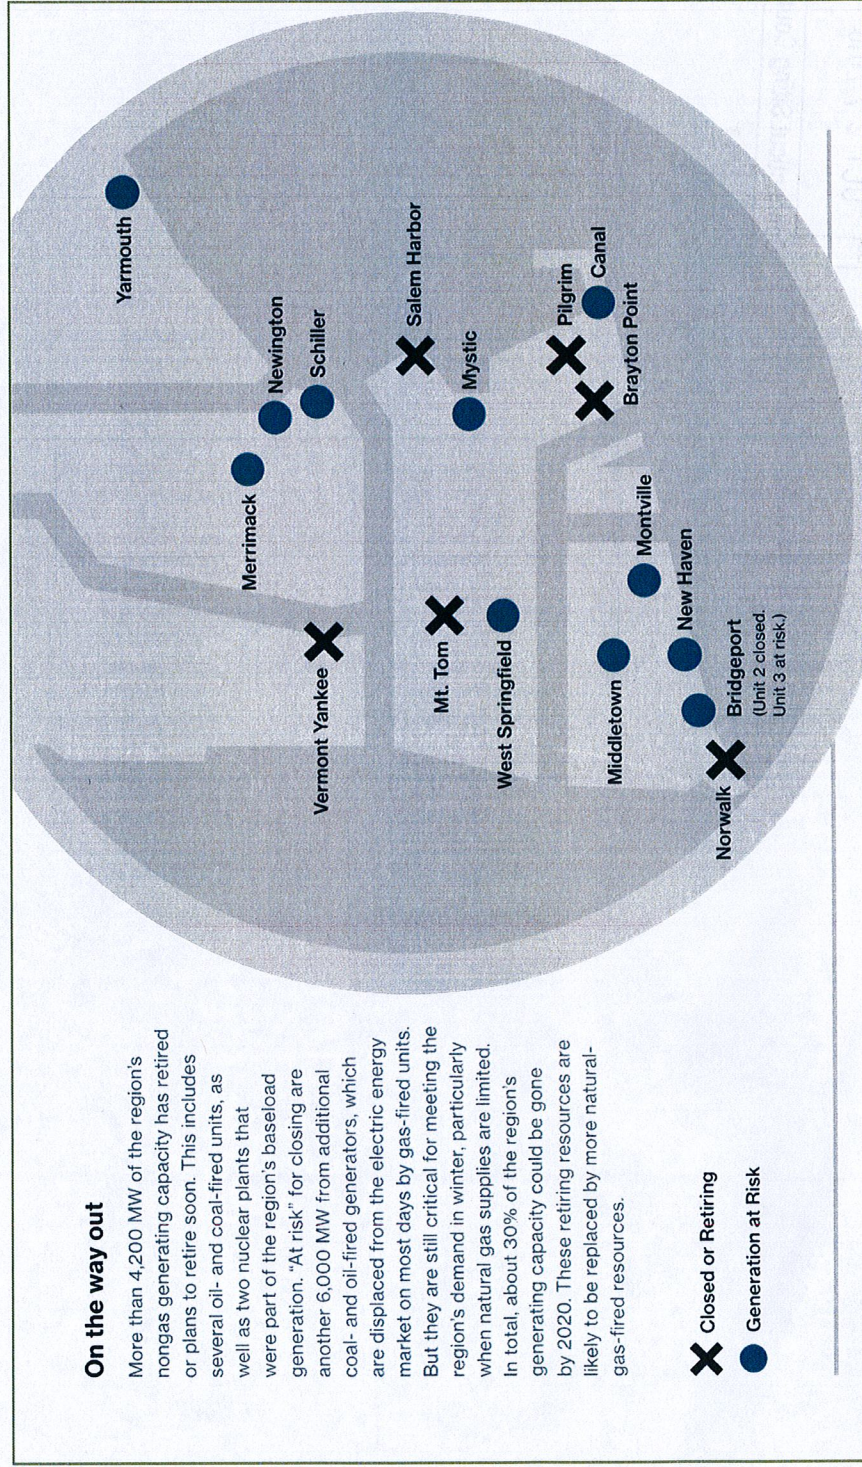 On the way out
More than 4,200 MW of the region's
nongas generating capacity has retired
or plans to retire soon. This includes
several oil- and coal-fired units, as
well as two nuclear plants that
were part of the region's baseload
generation. "At risk" for closing are
another 6,000 MW from additional
coal- and oil-fired generators, which
are displaced from the electric energy
market on most days by gas-fired units.
But they are still critical for meeting the
region's demand in winter, particularly
when natural gas supplies are limited.
In total, about 30% of the region's
generating capacity could be gone
by 2020. These retiring resources are
likely to be replaced by more natural-
gas-fired resources.
Closed or Retiring
Generation at Risk
Yarmouth
Merrimack
Newington
Schiller
Vermont Yankee
Salem Harbor
Mt. Tom
Mystic
West Springfield
Pilgrim
Canal
Brayton Point
Middletown
Montville
New Haven
Norwalk
Bridgeport
(Unit 2 closed.
Unit 3 at risk.)